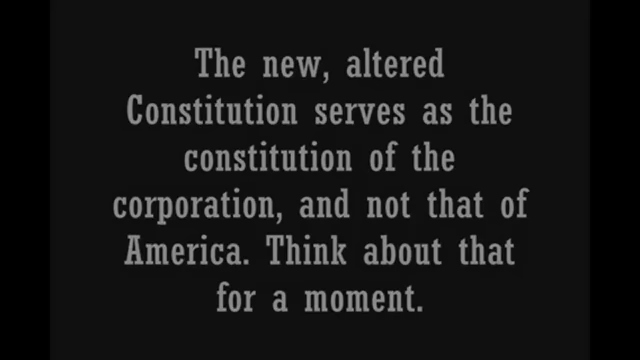 The new, altered
Constitution serves as the
constitution of the
corporation, and not that of
America. Think about that
for a moment.